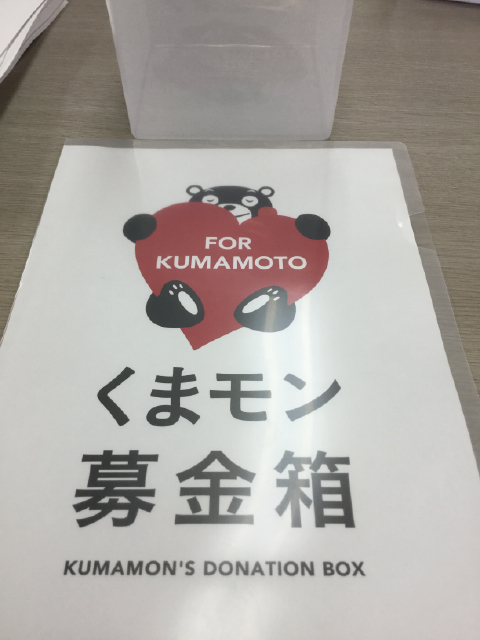 FOR
KUMAMOTO
くまモン
募金箱
KUMAMON'S DONATION BOX